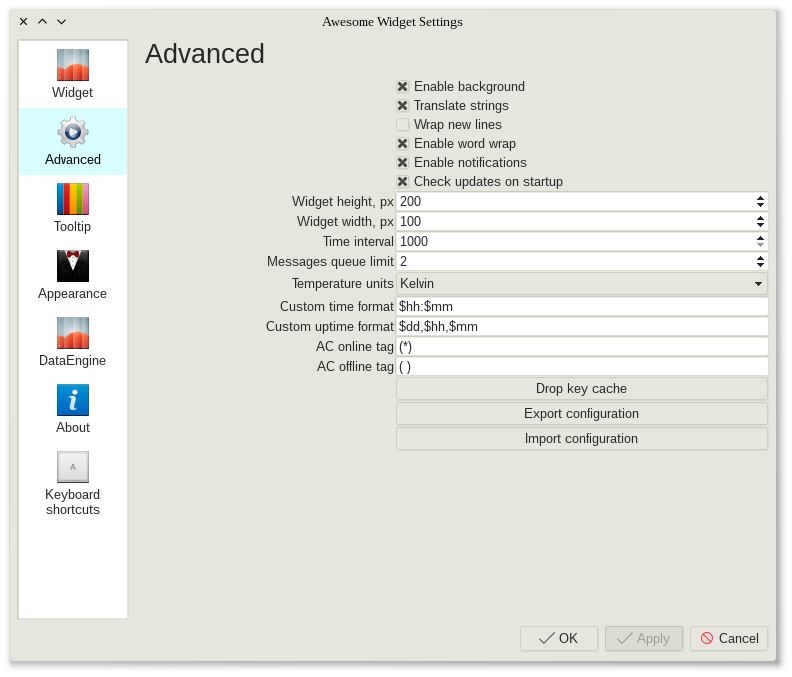 Awesome Widget Settings
Widget
Advanced
Tooltip
Appearance
DataEngine
About
A
Keyboard
shortcuts
Advanced
Enable background
Translate strings
Wrap new lines
Enable word wrap
Enable notifications
Check updates on startup
Widget height, px 200
Widget width, px 100
Time interval 1000
Messages queue limit 2
Temperature units Kelvin
Custom time format $hh:$mm
Custom uptime format $dd,$hh,$mm
AC online tag (*)
AC offline tag ( )
Drop key cache
Export configuration
Import configuration
OK Apply Cancel